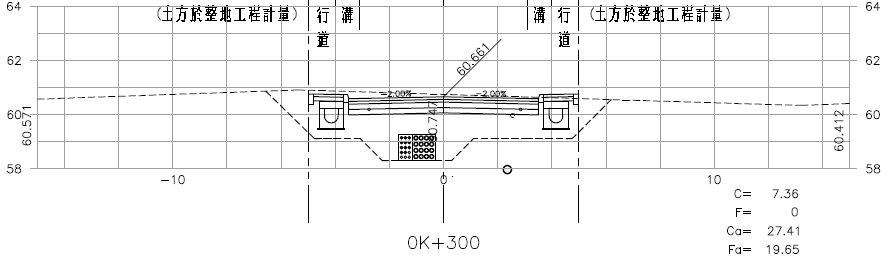 64 (土方於整地工程計量) 行道 溝 溝 行道 (土方於整地工程計量) 64
62 60.661 62
-2.00% -2.00%
60 60.571 60.747 60.412 60
58 58
-10 0 10
C= 7.36
F= 0
Ca= 27.41
Fa= 19.65
0K+300